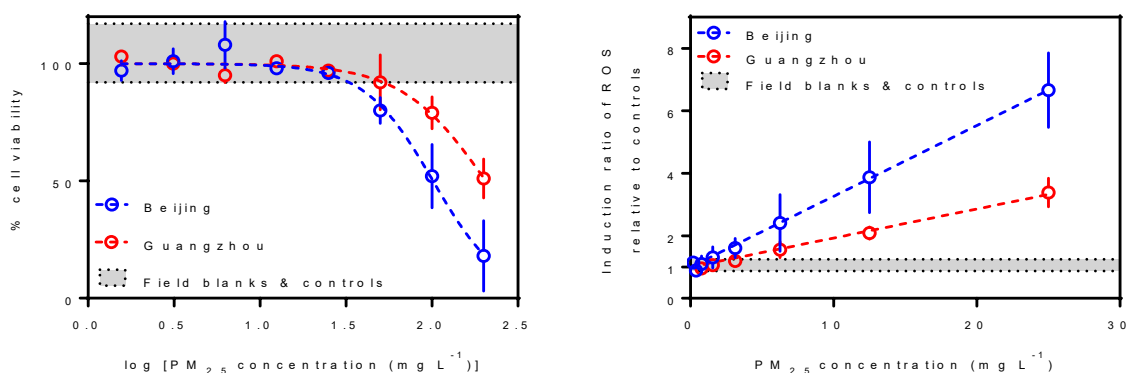 % cell viability
100
50
0
Beijing
Guangzhou
Field blanks & controls
0.0 0.5 1.0 1.5 2.0 2.5
log [PM2.5 concentration (mg L-1)]
Induction ratio of ROS
relative to controls
8
6
4
2
1
0
Beijing
Guangzhou
Field blanks & controls
0 10 20 30
PM2.5 concentration (mg L-1)